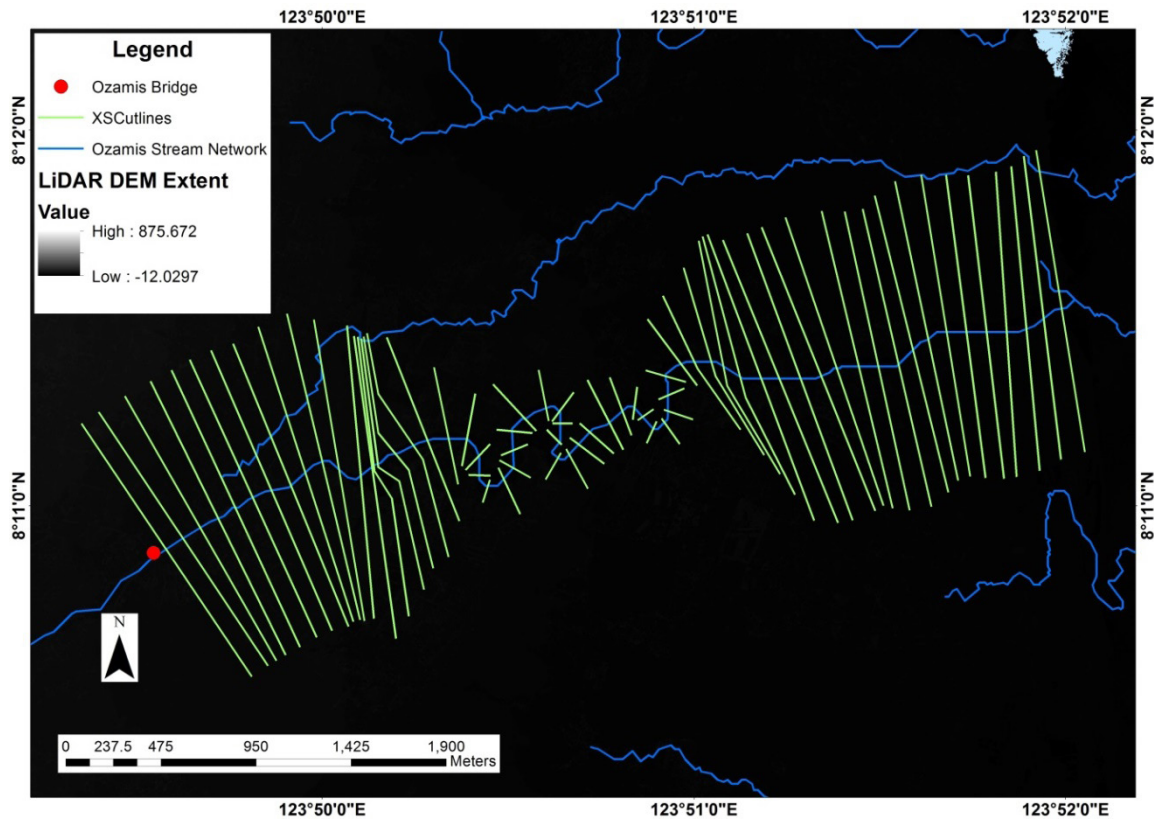 123°50'0"E
123°51'0"E
123°52'0"E
Legend
Ozamis Bridge
XSCutlines
Ozamis Stream Network
LiDAR DEM Extent
Value
High : 875.672
Low : -12.0297
8°12'0"N
8°12'0"N
8°11'0"N
8°11'0"N
N
0 237.5 475 950 1,425 1,900
Meters
123°50'0"E
123°51'0"E
123°52'0"E